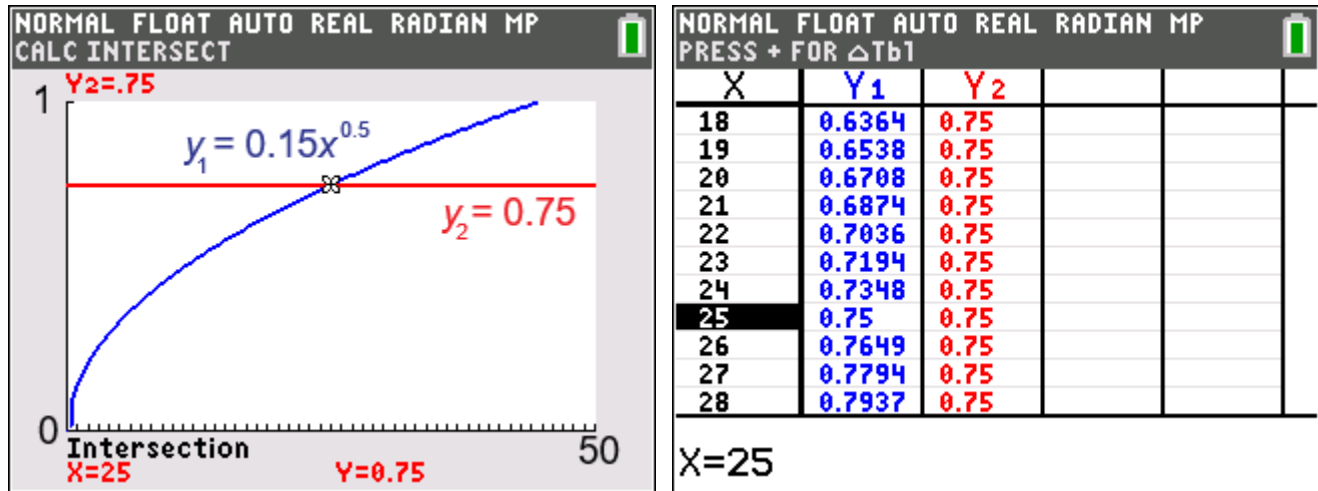 NORMAL FLOAT AUTO REAL RADIAN MP
CALC INTERSECT
Y₂=.75
1
y₁ = 0.15x^0.5
y₂ = 0.75
0
50
Intersection
X=25 Y=0.75
NORMAL FLOAT AUTO REAL RADIAN MP
PRESS + FOR △Tbl
X Y₁ Y₂
18 0.6364 0.75
19 0.6538 0.75
20 0.6708 0.75
21 0.6874 0.75
22 0.7036 0.75
23 0.7194 0.75
24 0.7348 0.75
25 0.75 0.75
26 0.7649 0.75
27 0.7794 0.75
28 0.7937 0.75
X=25